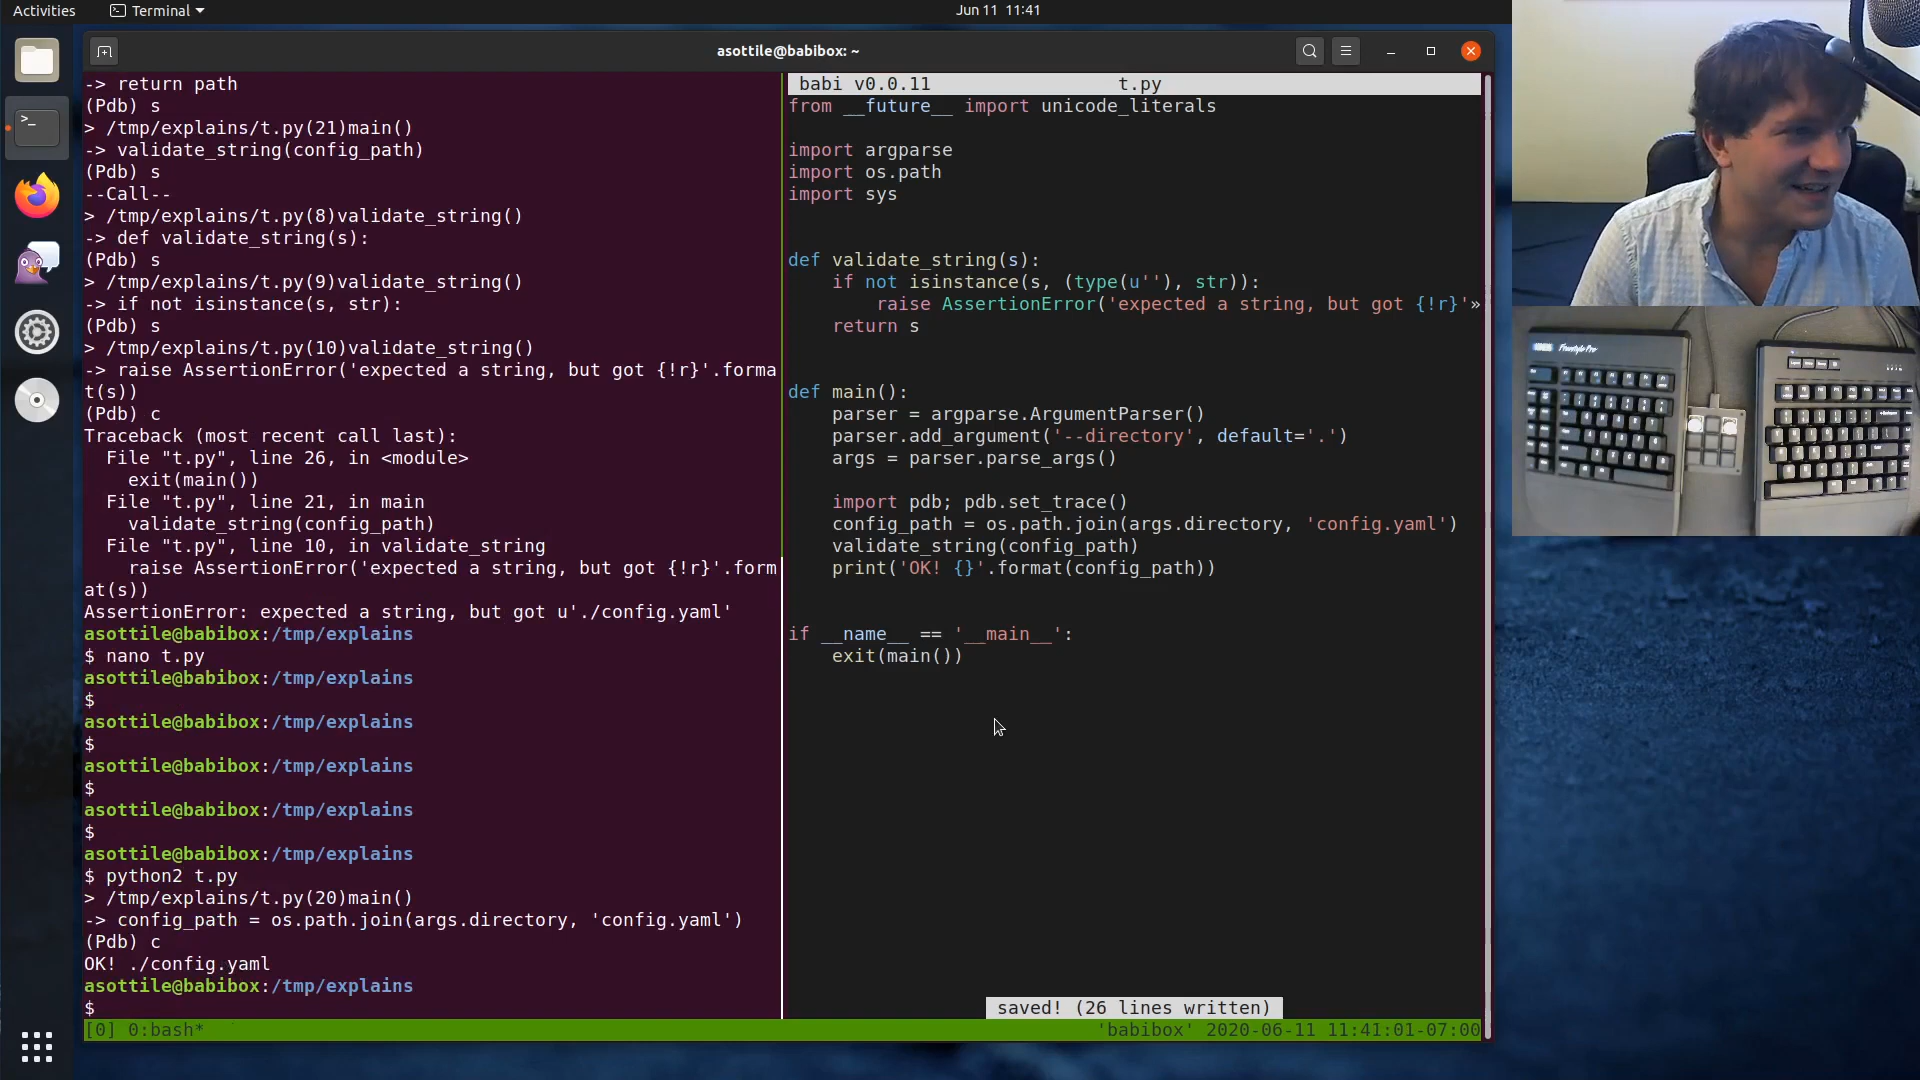 Activities
Terminal
Jun 11 11:41
asottile@babibox: ~
-> return path
(Pdb) s
> /tmp/explains/t.py(21)main()
-> validate_string(config_path)
(Pdb) s
--Call--
> /tmp/explains/t.py(8)validate_string()
-> def validate_string(s):
(Pdb) s
> /tmp/explains/t.py(9)validate_string()
-> if not isinstance(s, str):
(Pdb) s
> /tmp/explains/t.py(10)validate_string()
-> raise AssertionError('expected a string, but got {!r}'.forma
t(s))
(Pdb) c
Traceback (most recent call last):
  File "t.py", line 26, in <module>
    exit(main())
  File "t.py", line 21, in main
    validate_string(config_path)
  File "t.py", line 10, in validate_string
    raise AssertionError('expected a string, but got {!r}'.form
at(s))
AssertionError: expected a string, but got u'./config.yaml'
asottile@babibox:/tmp/explains
$ nano t.py
asottile@babibox:/tmp/explains
$
asottile@babibox:/tmp/explains
$
asottile@babibox:/tmp/explains
$
asottile@babibox:/tmp/explains
$
asottile@babibox:/tmp/explains
$ python2 t.py
> /tmp/explains/t.py(20)main()
-> config_path = os.path.join(args.directory, 'config.yaml')
(Pdb) c
OK! ./config.yaml
asottile@babibox:/tmp/explains
$
babi v0.0.11 t.py
from __future__ import unicode_literals
import argparse
import os.path
import sys
def validate_string(s):
    if not isinstance(s, (type(u''), str)):
        raise AssertionError('expected a string, but got {!r}'»
    return s
def main():
    parser = argparse.ArgumentParser()
    parser.add_argument('--directory', default='.')
    args = parser.parse_args()
    import pdb; pdb.set_trace()
    config_path = os.path.join(args.directory, 'config.yaml')
    validate_string(config_path)
    print('OK! {}'.format(config_path))
if __name__ == '__main__':
    exit(main())
saved! (26 lines written)
[0] 0:bash*
'babibox' 2020-06-11 11:41:01-07:00
Freestyle Pro